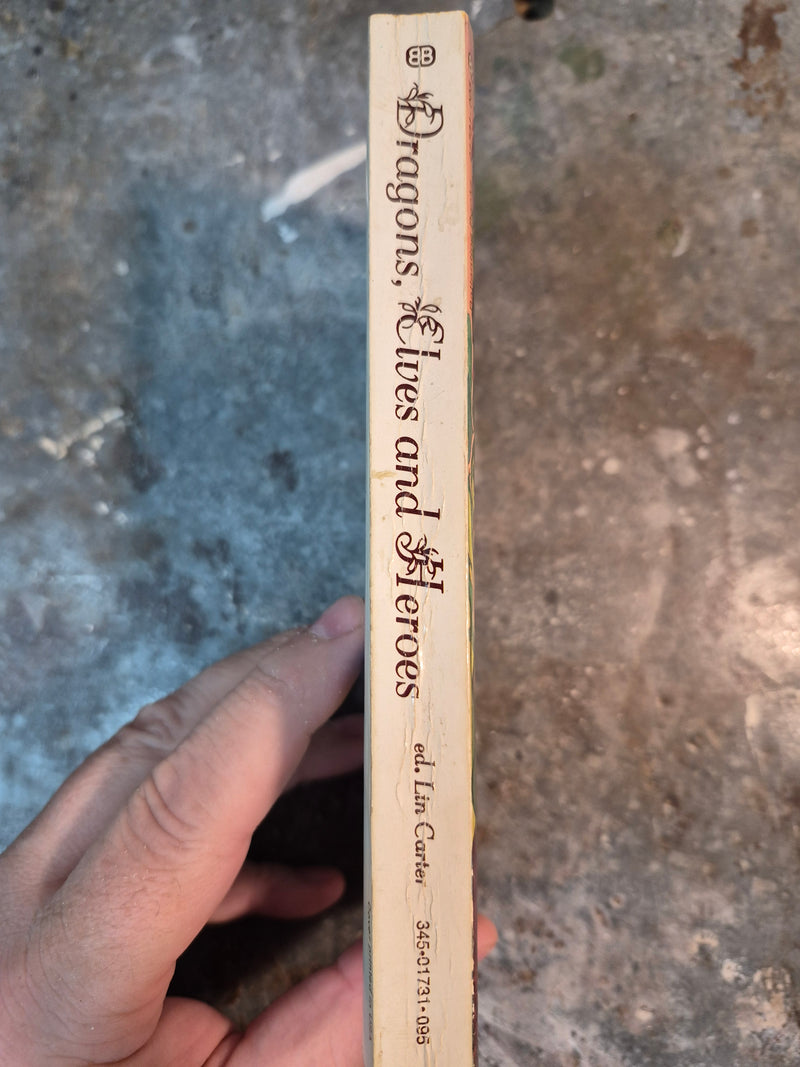 BB
Dragons, Elves and Heroes
ed. Lin Carter
345•01731•095